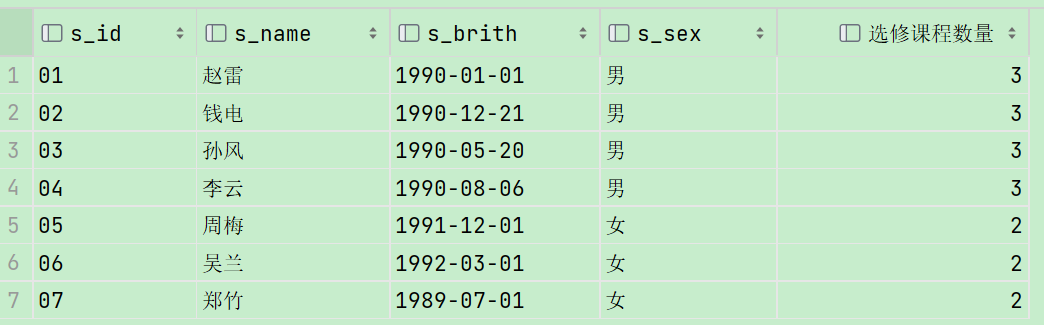 s_id s_name s_brith s_sex 选修课程数量
1 01 赵雷 1990-01-01 男 3
2 02 钱电 1990-12-21 男 3
3 03 孙风 1990-05-20 男 3
4 04 李云 1990-08-06 男 3
5 05 周梅 1991-12-01 女 2
6 06 吴兰 1992-03-01 女 2
7 07 郑竹 1989-07-01 女 2